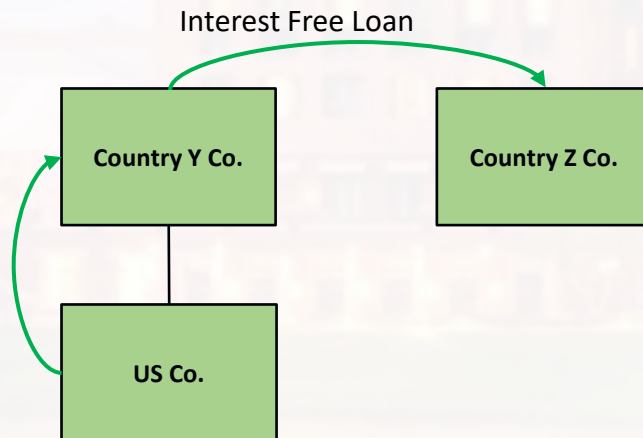 Interest Free Loan
Country Y Co.
Country Z Co.
US Co.